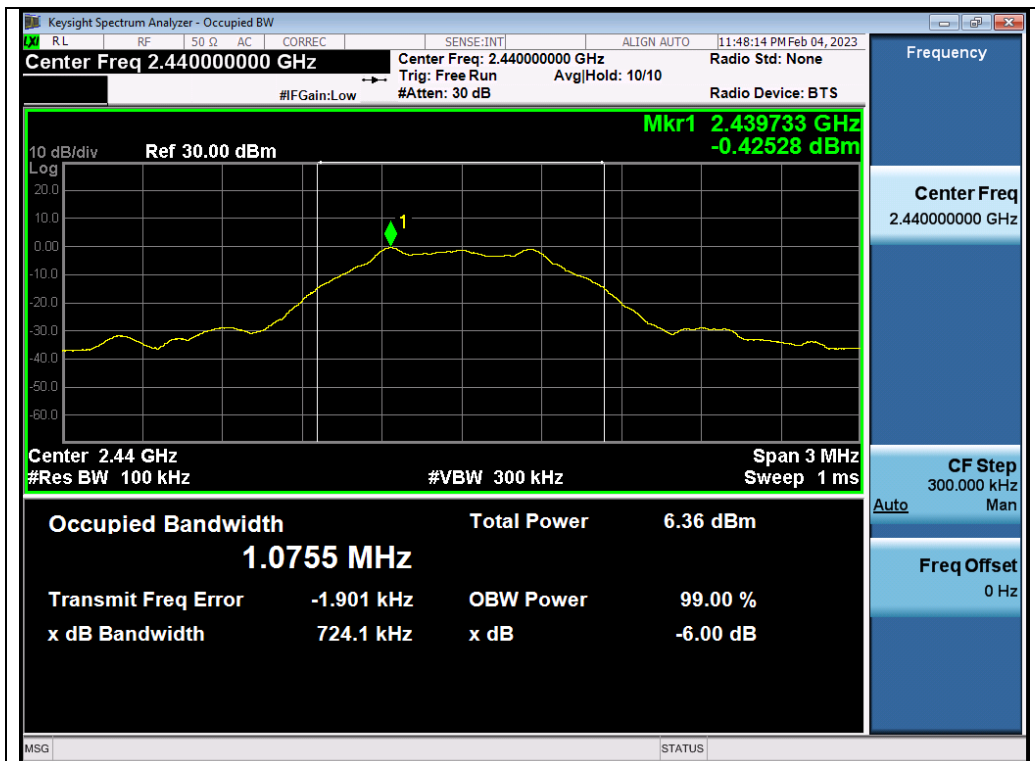 Keysight Spectrum Analyzer - Occupied BW
LXI RL RF 50 Ω AC CORREC SENSE:INT ALIGN AUTO 11:48:14 PM Feb 04, 2023
Center Freq 2.440000000 GHz
Center Freq: 2.440000000 GHz Radio Std: None
Trig: Free Run Avg|Hold: 10/10
#IFGain:Low #Atten: 30 dB Radio Device: BTS
Mkr1 2.439733 GHz
10 dB/div Ref 30.00 dBm -0.42528 dBm
Log
20.0
10.0
1
0.00
-10.0
-20.0
-30.0
-40.0
-50.0
-60.0
Center 2.44 GHz Span 3 MHz
#Res BW 100 kHz #VBW 300 kHz Sweep 1 ms
Occupied Bandwidth Total Power 6.36 dBm
1.0755 MHz
Transmit Freq Error -1.901 kHz OBW Power 99.00 %
x dB Bandwidth 724.1 kHz x dB -6.00 dB
Frequency
Center Freq
2.440000000 GHz
CF Step
300.000 kHz
Auto Man
Freq Offset
0 Hz
MSG STATUS